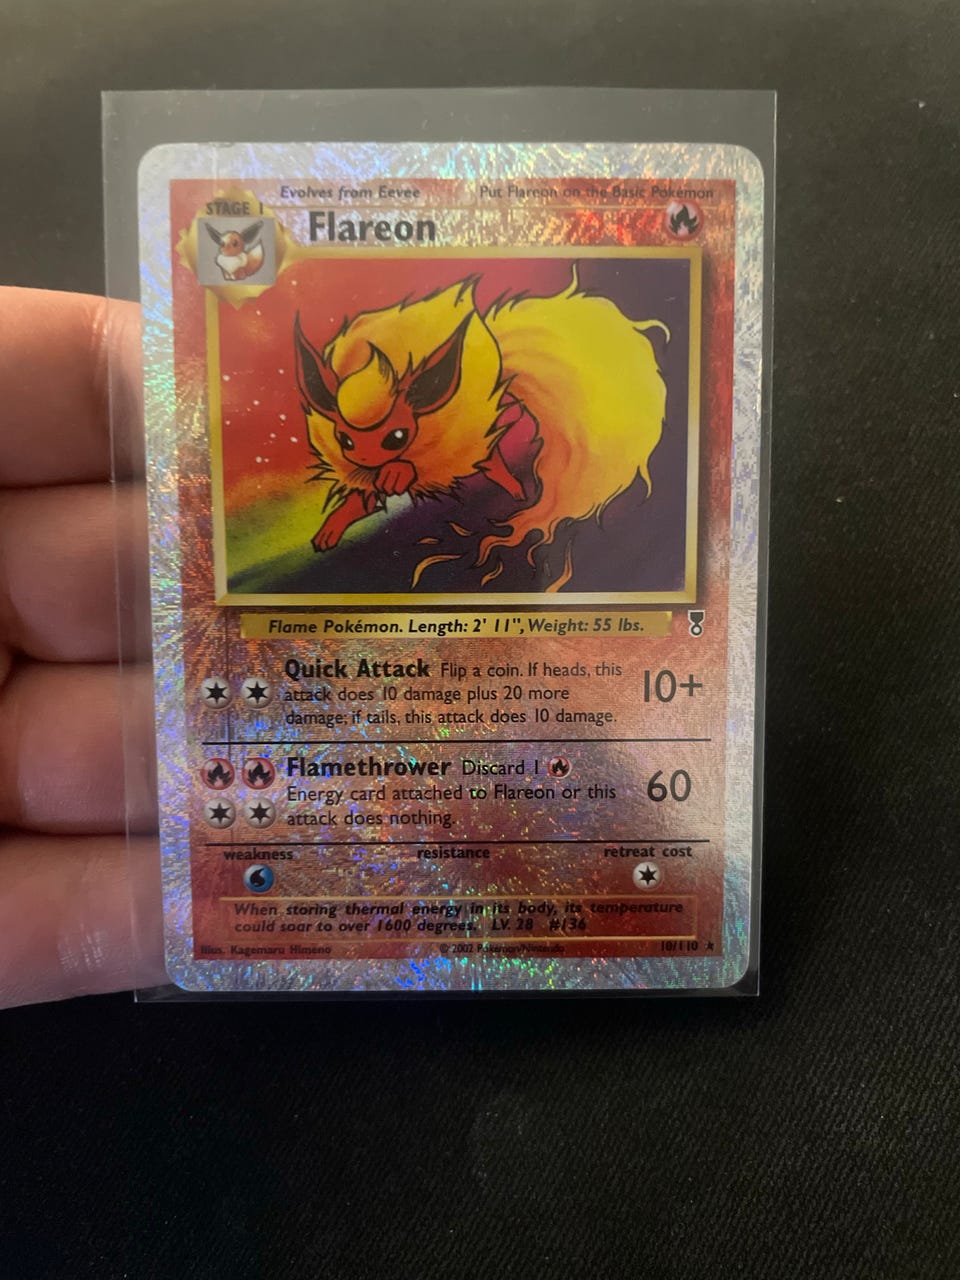 Evolves from Eevee Put Flareon on the Basic Pokémon
STAGE 1
Flareon
Flame Pokémon. Length: 2' 11", Weight: 55 lbs.
Quick Attack Flip a coin. If heads, this
attack does 10 damage plus 20 more
damage; if tails, this attack does 10 damage.
10+
Flamethrower Discard 1
Energy card attached to Flareon or this
attack does nothing.
60
weakness resistance retreat cost
When storing thermal energy in its body, its temperature
could soar to over 1600 degrees. LV. 28 #136
Illus. Kagemaru Himeno © 2002 Pokémon/Nintendo 10/110 ★